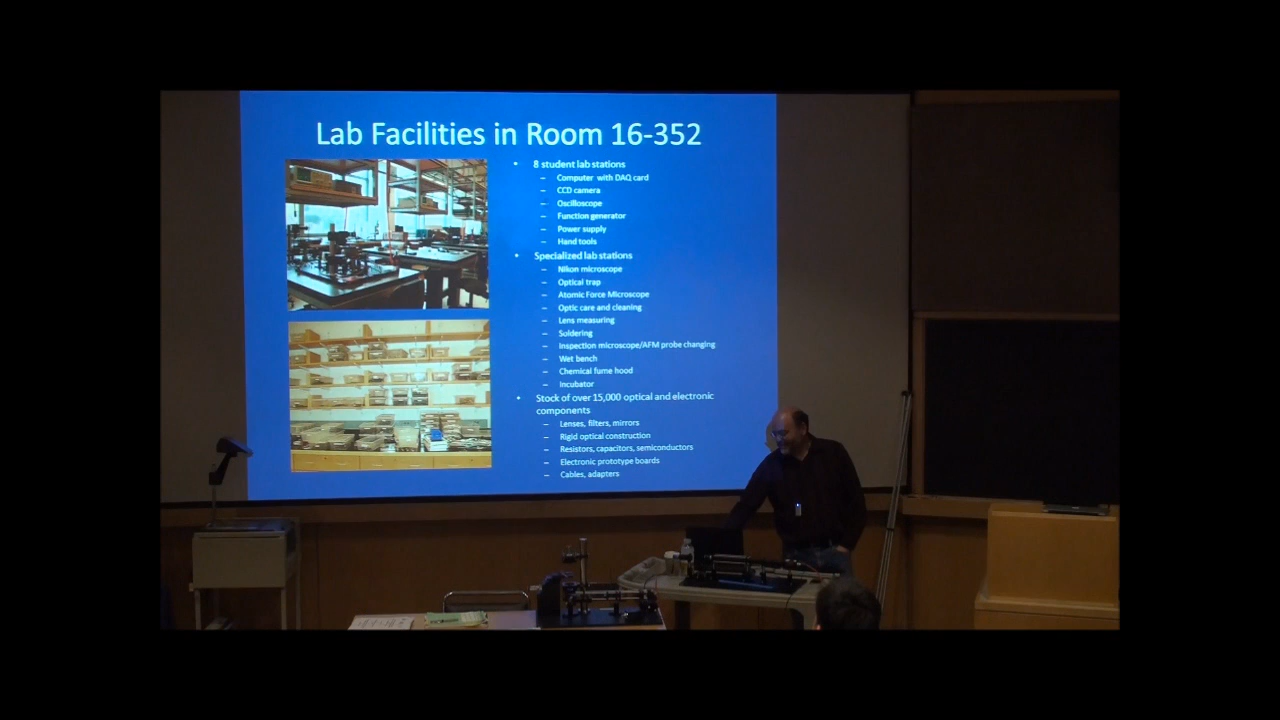 Lab Facilities in Room 16-352
• 8 student lab stations
– Computer with DAQ card
– CCD camera
– Oscilloscope
– Function generator
– Power supply
– Hand tools
• Specialized lab stations
– Nikon microscope
– Optical trap
– Atomic Force Microscope
– Optic care and cleaning
– Lens measuring
– Soldering
– Inspection microscope/AFM probe changing
– Wet bench
– Chemical fume hood
– Incubator
• Stock of over 15,000 optical and electronic
components
– Lenses, filters, mirrors
– Rigid optical construction
– Resistors, capacitors, semiconductors
– Electronic prototype boards
– Cables, adapters